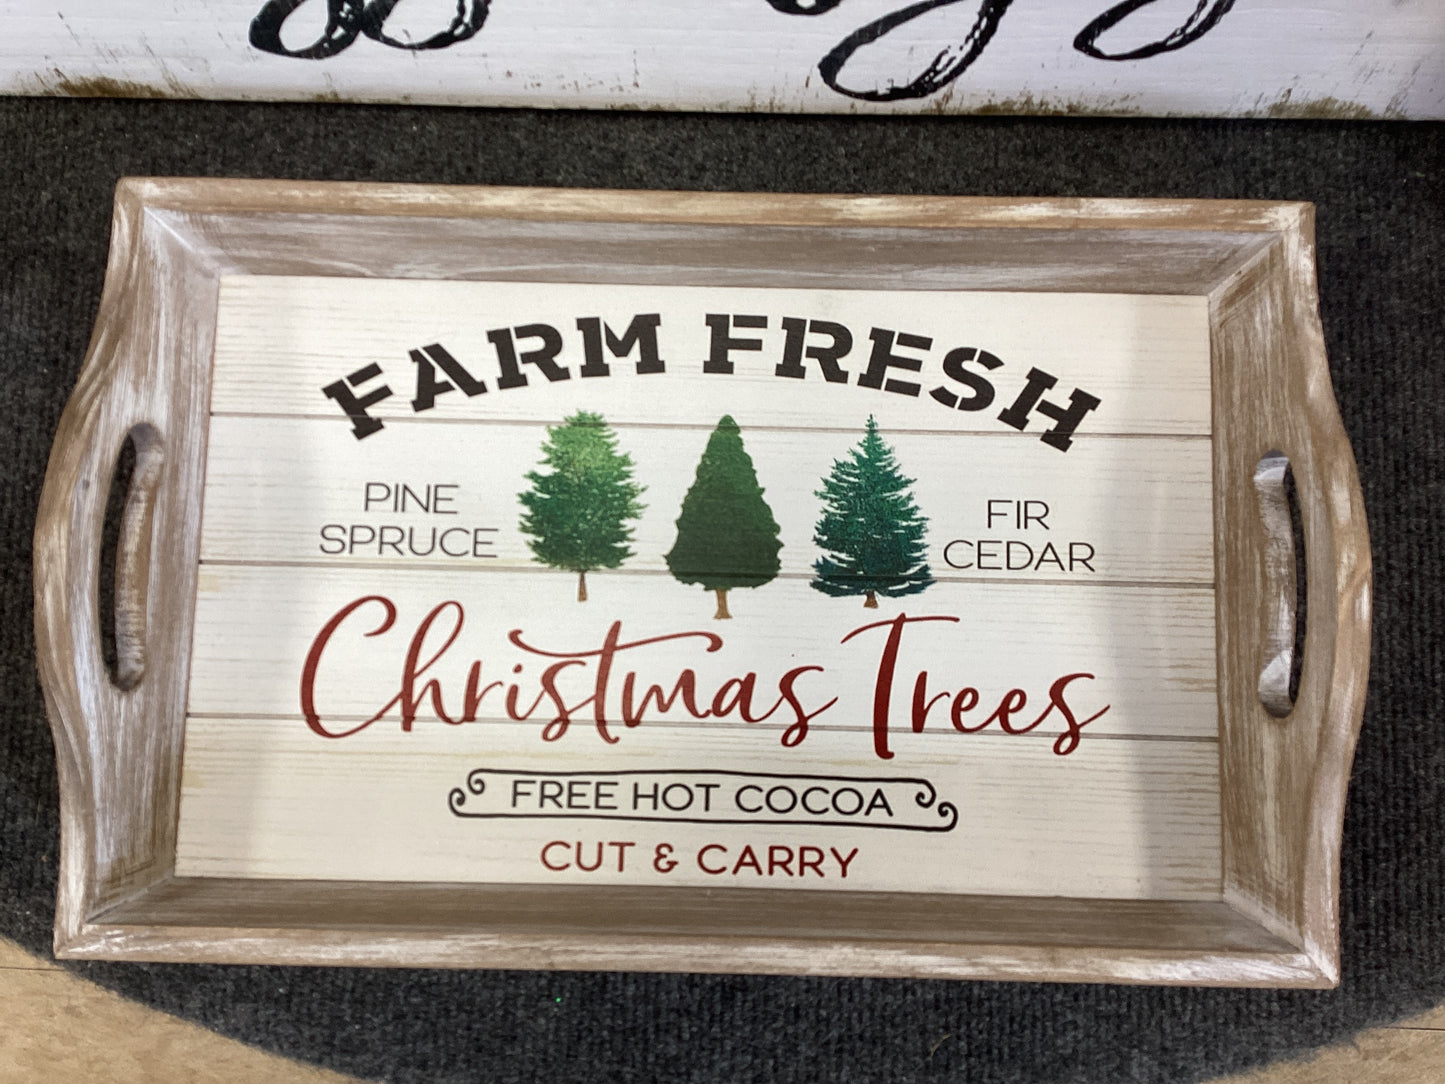 FARM FRESH
PINE
SPRUCE
FIR
CEDAR
Christmas Trees
FREE HOT COCOA
CUT & CARRY